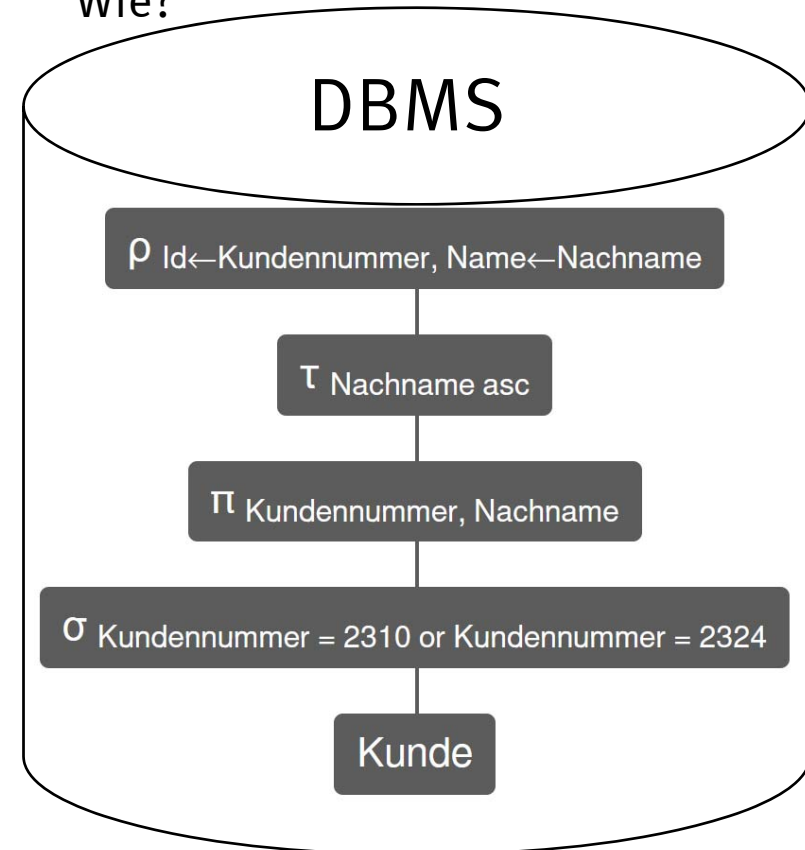 Wie?
DBMS
ρ Id←Kundennummer, Name←Nachname
τ Nachname asc
π Kundennummer, Nachname
σ Kundennummer = 2310 or Kundennummer = 2324
Kunde